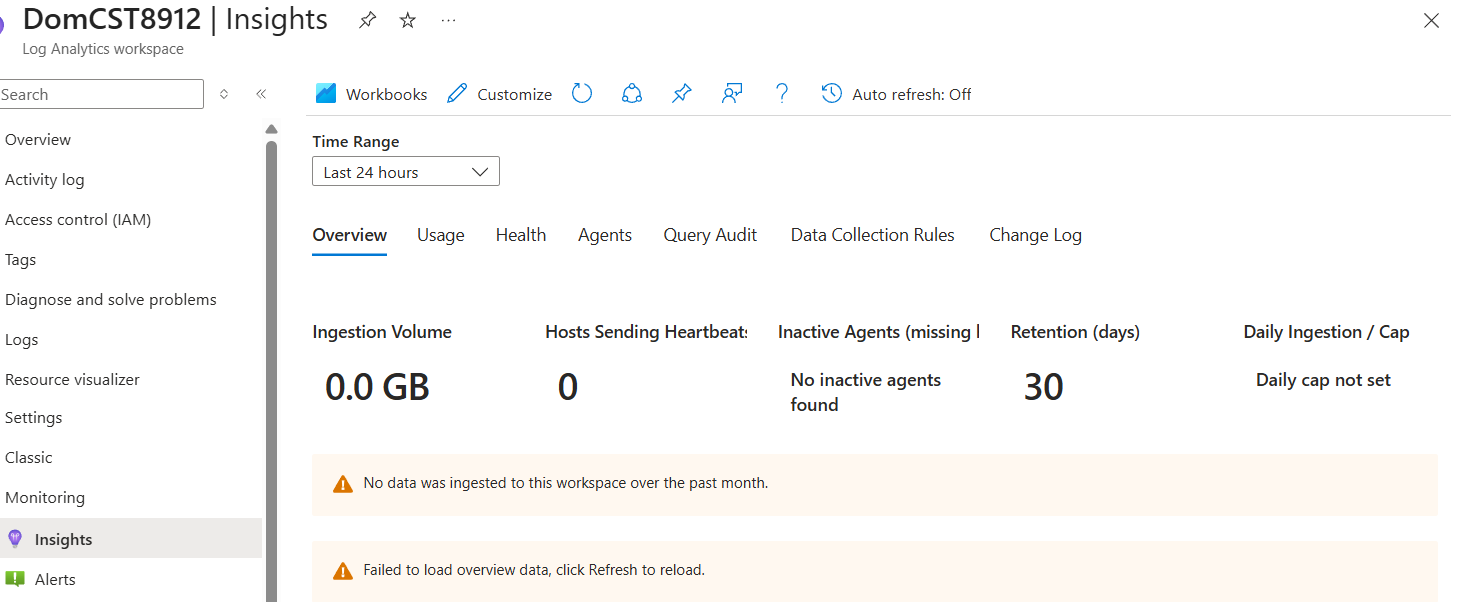 DomCST8912 | Insights
Log Analytics workspace
Search
Workbooks
Customize
Auto refresh: Off
Overview
Activity log
Access control (IAM)
Tags
Diagnose and solve problems
Logs
Resource visualizer
Settings
Classic
Monitoring
Insights
Alerts
Time Range
Last 24 hours
Overview Usage Health Agents Query Audit Data Collection Rules Change Log
Ingestion Volume
0.0 GB
Hosts Sending Heartbeats
0
Inactive Agents (missing
No inactive agents
found
Retention (days)
30
Daily Ingestion / Cap
Daily cap not set
No data was ingested to this workspace over the past month.
Failed to load overview data, click Refresh to reload.